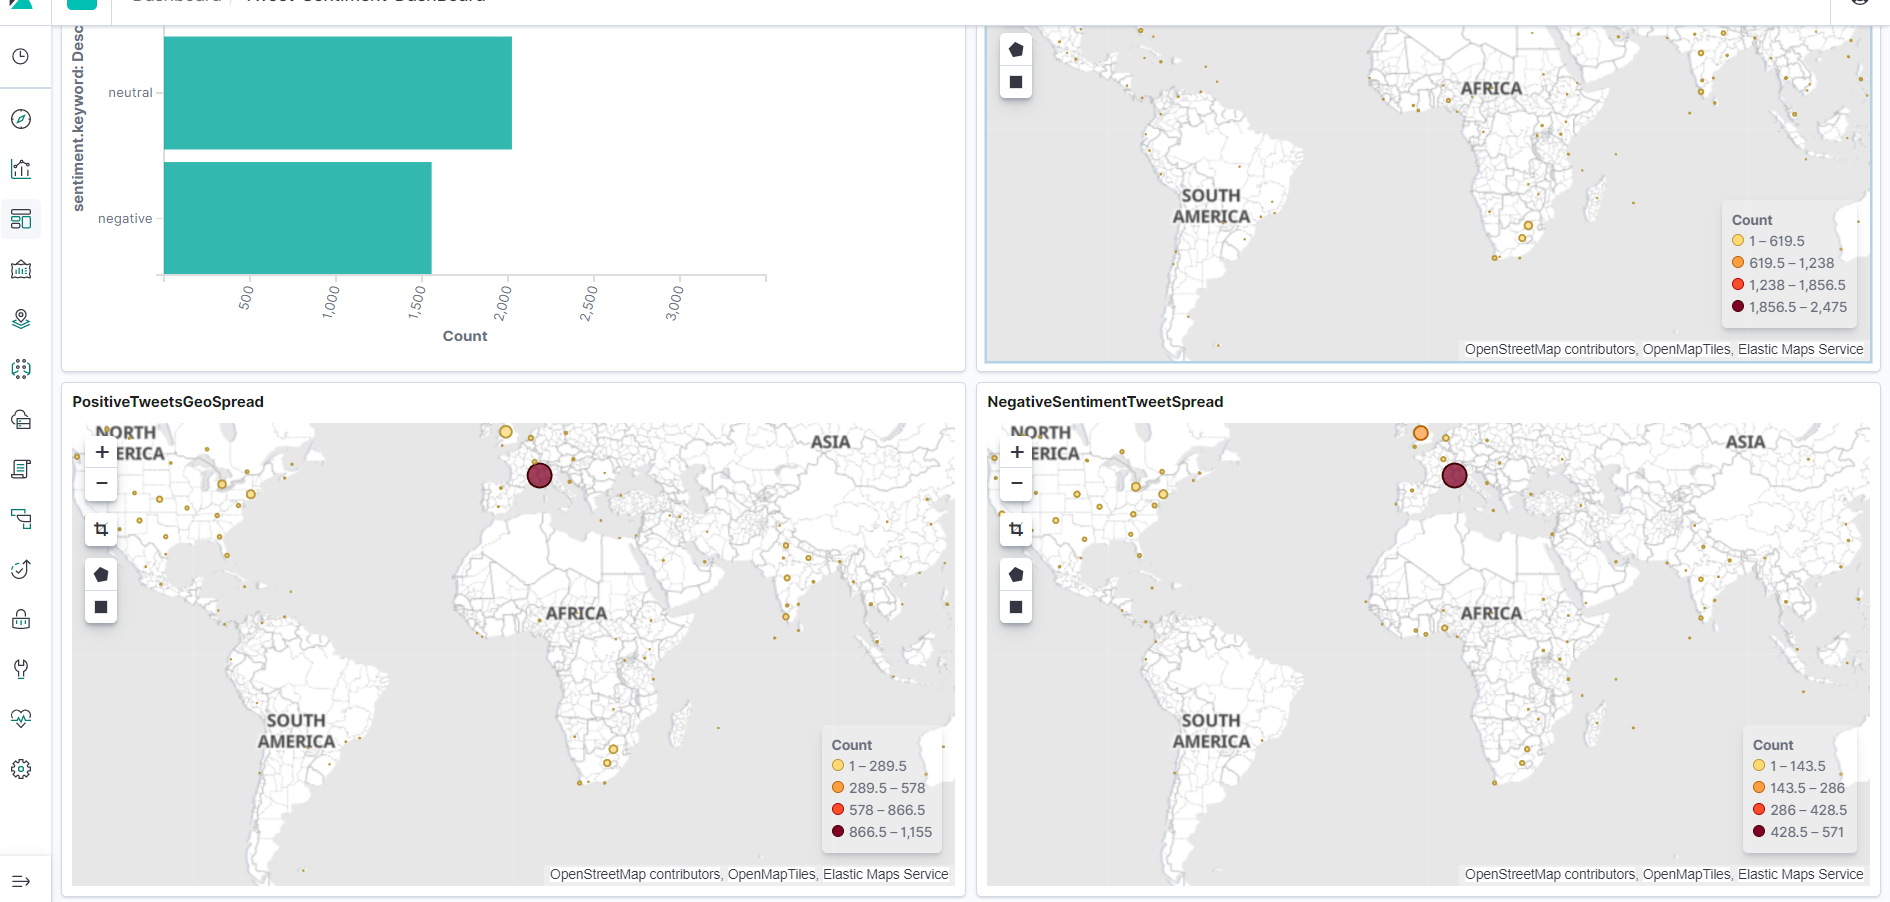 Dashboard / Tweet-Sentiment-DashBoard
sentiment.keyword: Desc
neutral
negative
500
1,000
1,500
2,000
2,500
3,000
Count
AFRICA
SOUTH
AMERICA
Count
1 – 619.5
619.5 – 1,238
1,238 – 1,856.5
1,856.5 – 2,475
OpenStreetMap contributors, OpenMapTiles, Elastic Maps Service
PositiveTweetsGeoSpread
NORTH
ERICA
ASIA
AFRICA
SOUTH
AMERICA
Count
1 – 289.5
289.5 – 578
578 – 866.5
866.5 – 1,155
OpenStreetMap contributors, OpenMapTiles, Elastic Maps Service
NegativeSentimentTweetSpread
NORTH
ERICA
ASIA
AFRICA
SOUTH
AMERICA
Count
1 – 143.5
143.5 – 286
286 – 428.5
428.5 – 571
OpenStreetMap contributors, OpenMapTiles, Elastic Maps Service